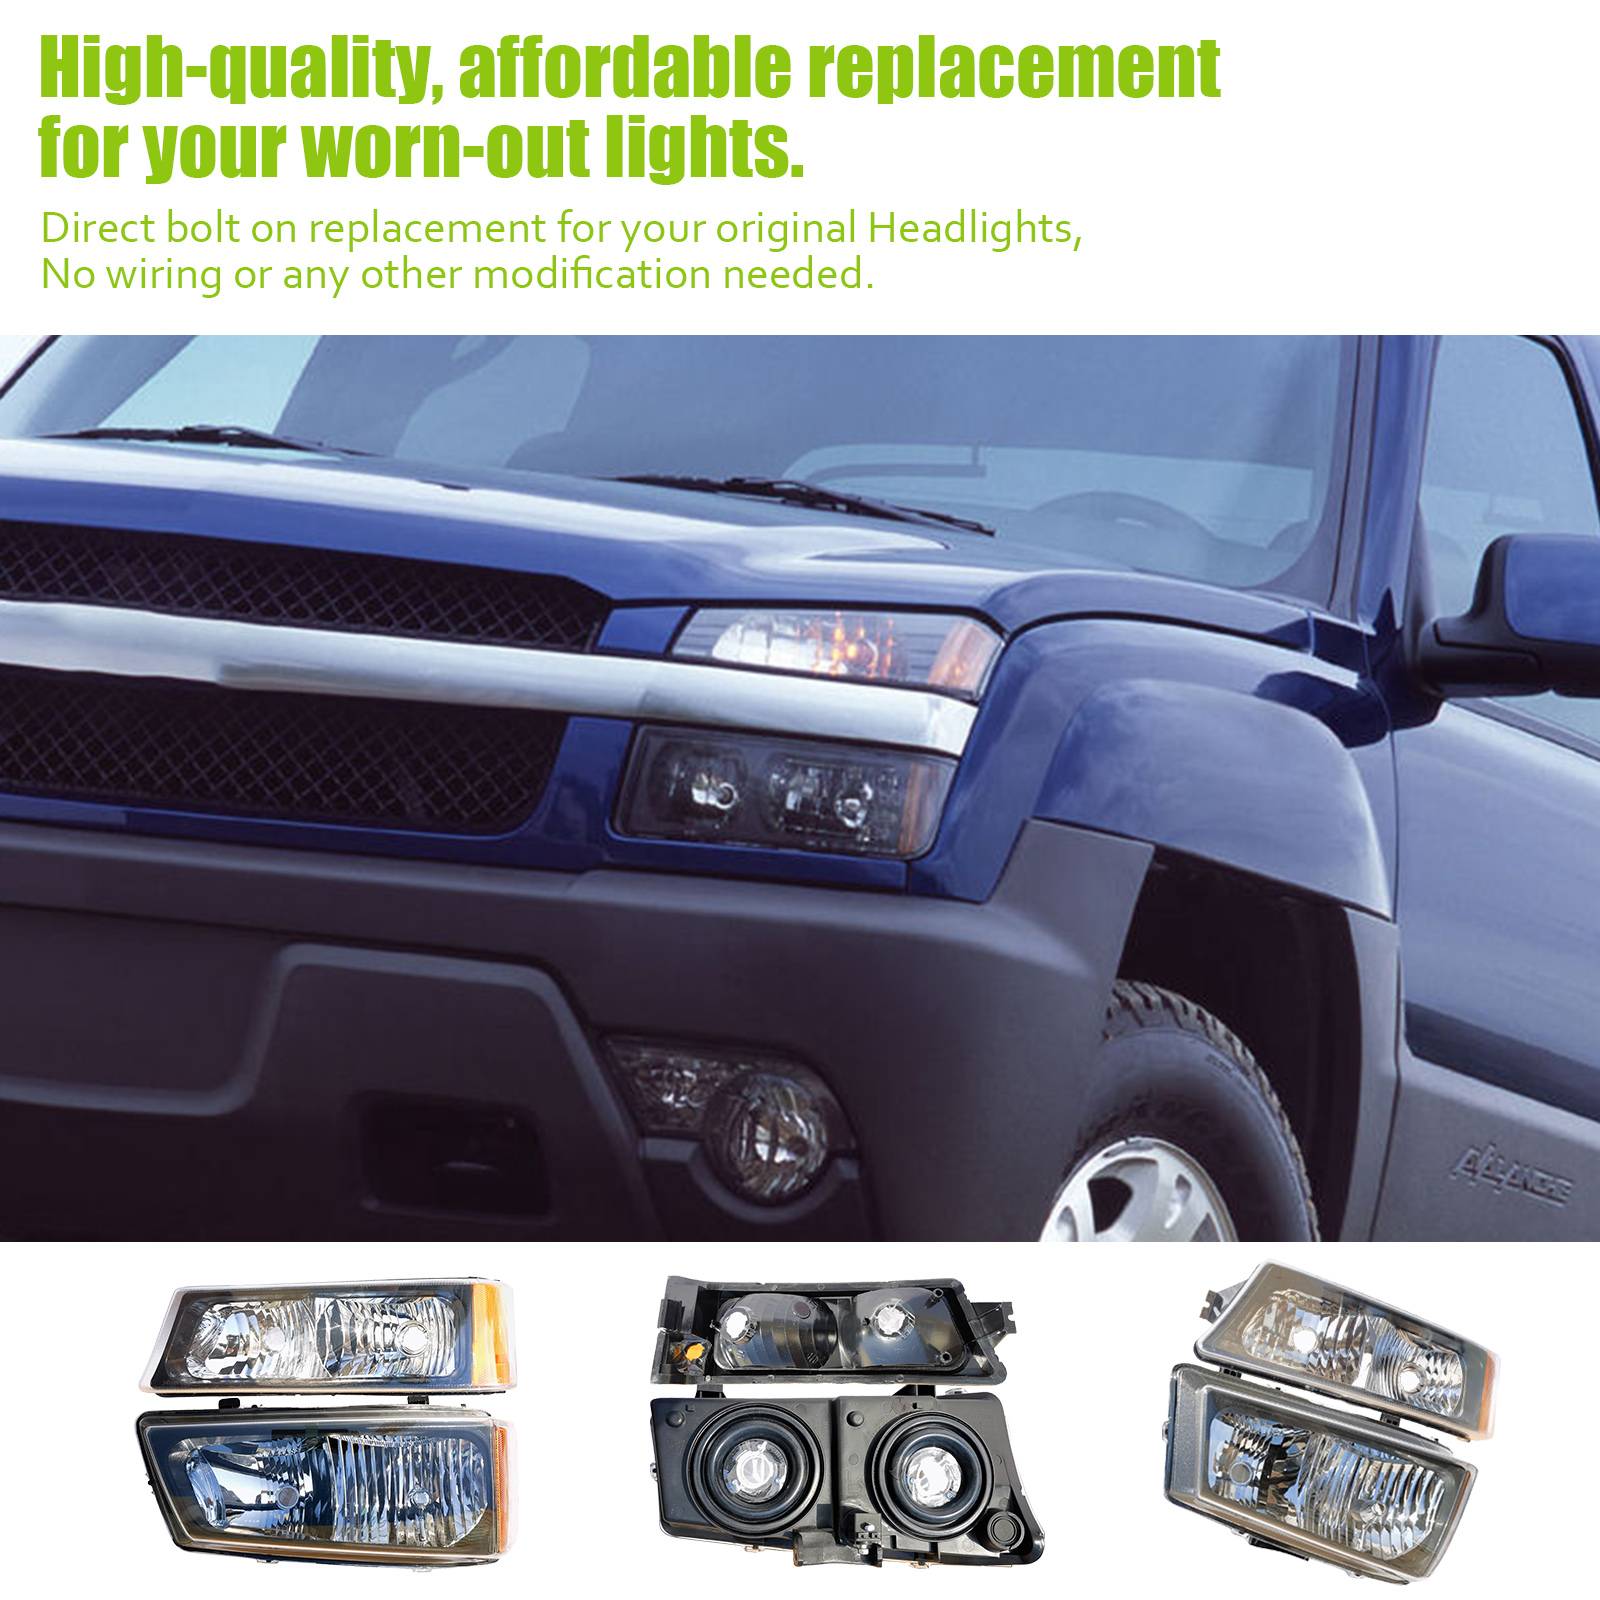 High-quality, affordable replacement
for your worn-out lights.
Direct bolt on replacement for your original Headlights,
No wiring or any other modification needed.